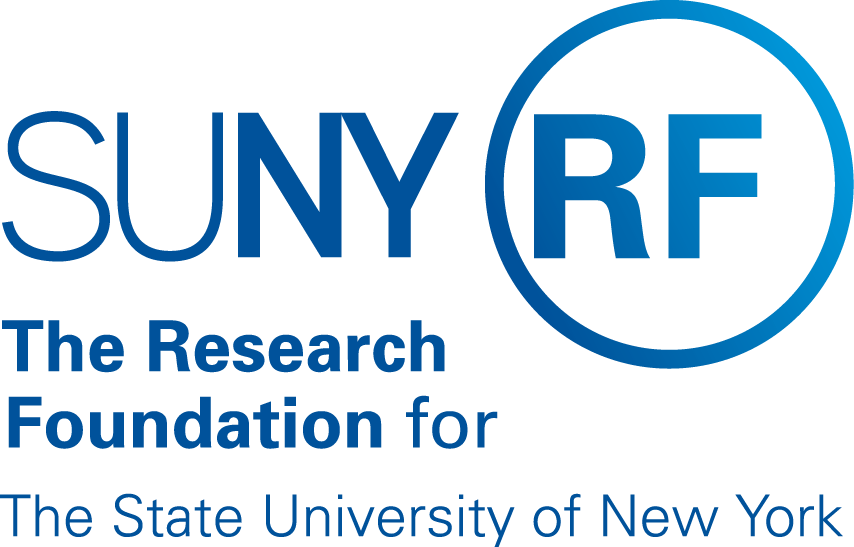 SUNY RF
The Research
Foundation for
The State University of New York